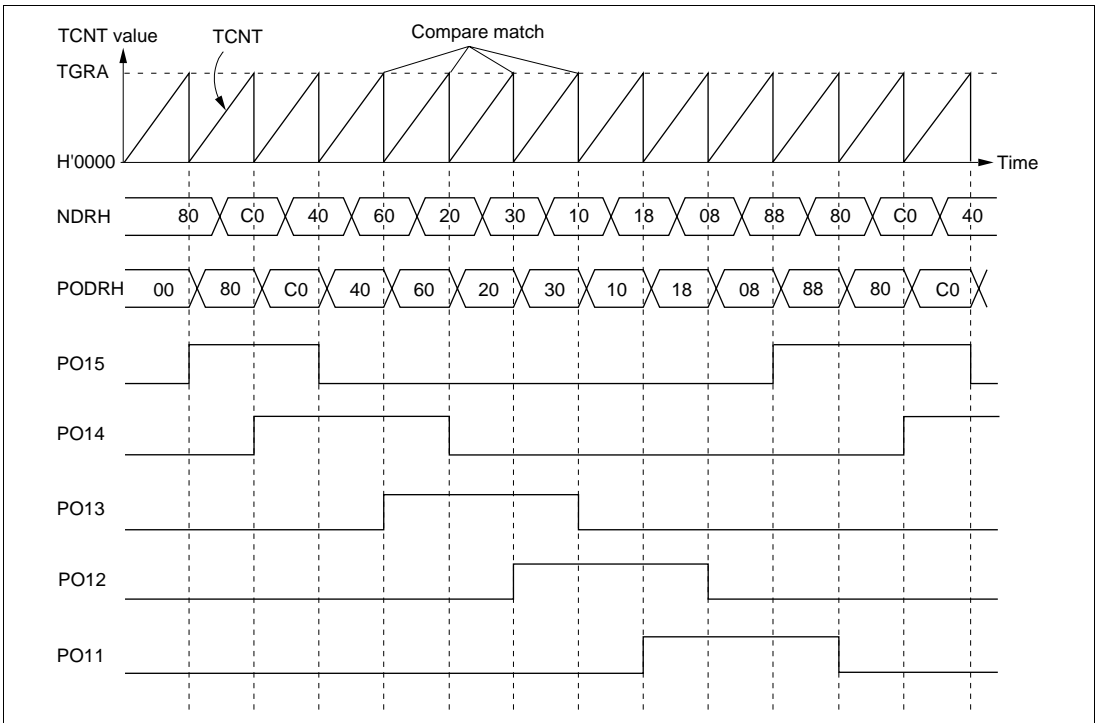 TCNT value TCNT Compare match
TGRA
H'0000 Time
NDRH 80 C0 40 60 20 30 10 18 08 88 80 C0 40
PODRH 00 80 C0 40 60 20 30 10 18 08 88 80 C0
PO15
PO14
PO13
PO12
PO11